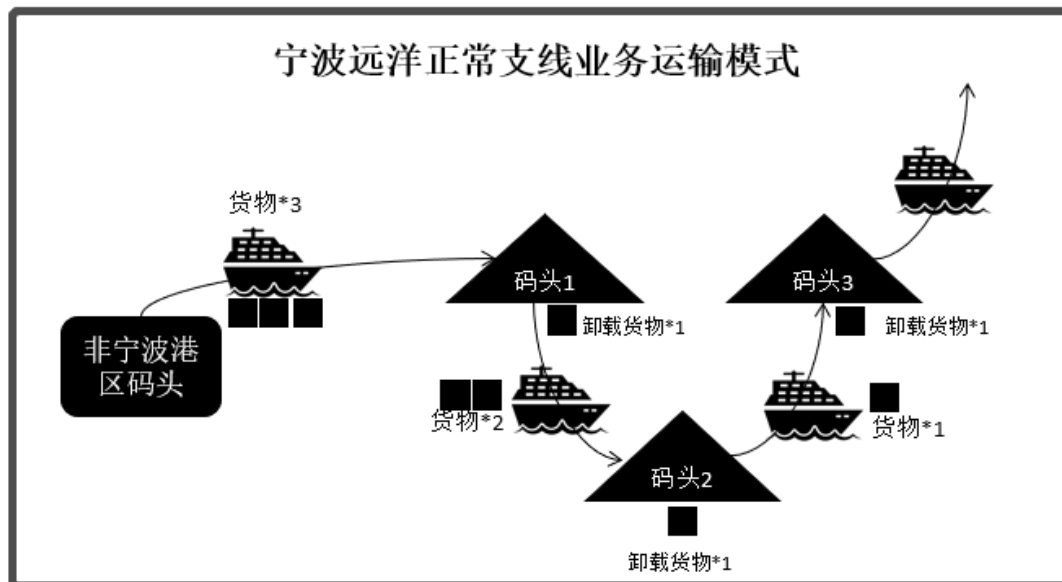 宁波远洋正常支线业务运输模式
货物*3
非宁波港
区码头
码头1
卸载货物*1
货物*2
码头2
卸载货物*1
货物*1
码头3
卸载货物*1